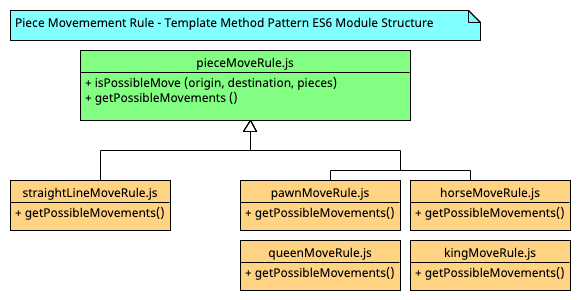 Piece Movemement Rule - Template Method Pattern ES6 Module Structure
pieceMoveRule.js
+ isPossibleMove (origin, destination, pieces)
+ getPossibleMovements ()
straightLineMoveRule.js
+ getPossibleMovements()
pawnMoveRule.js
+ getPossibleMovements()
horseMoveRule.js
+ getPossibleMovements()
queenMoveRule.js
+ getPossibleMovements()
kingMoveRule.js
+ getPossibleMovements()